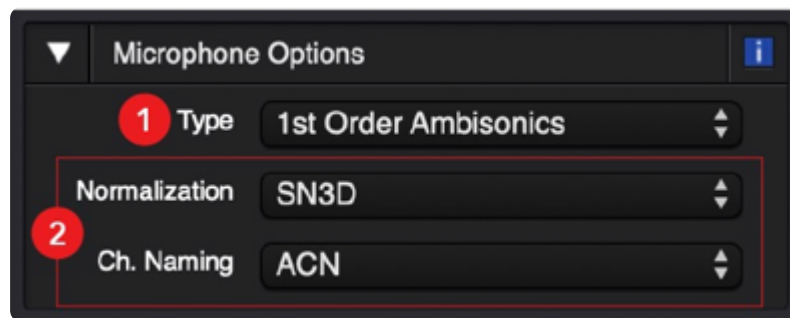 Microphone Options i
1 Type 1st Order Ambisonics
Normalization SN3D
2
Ch. Naming ACN